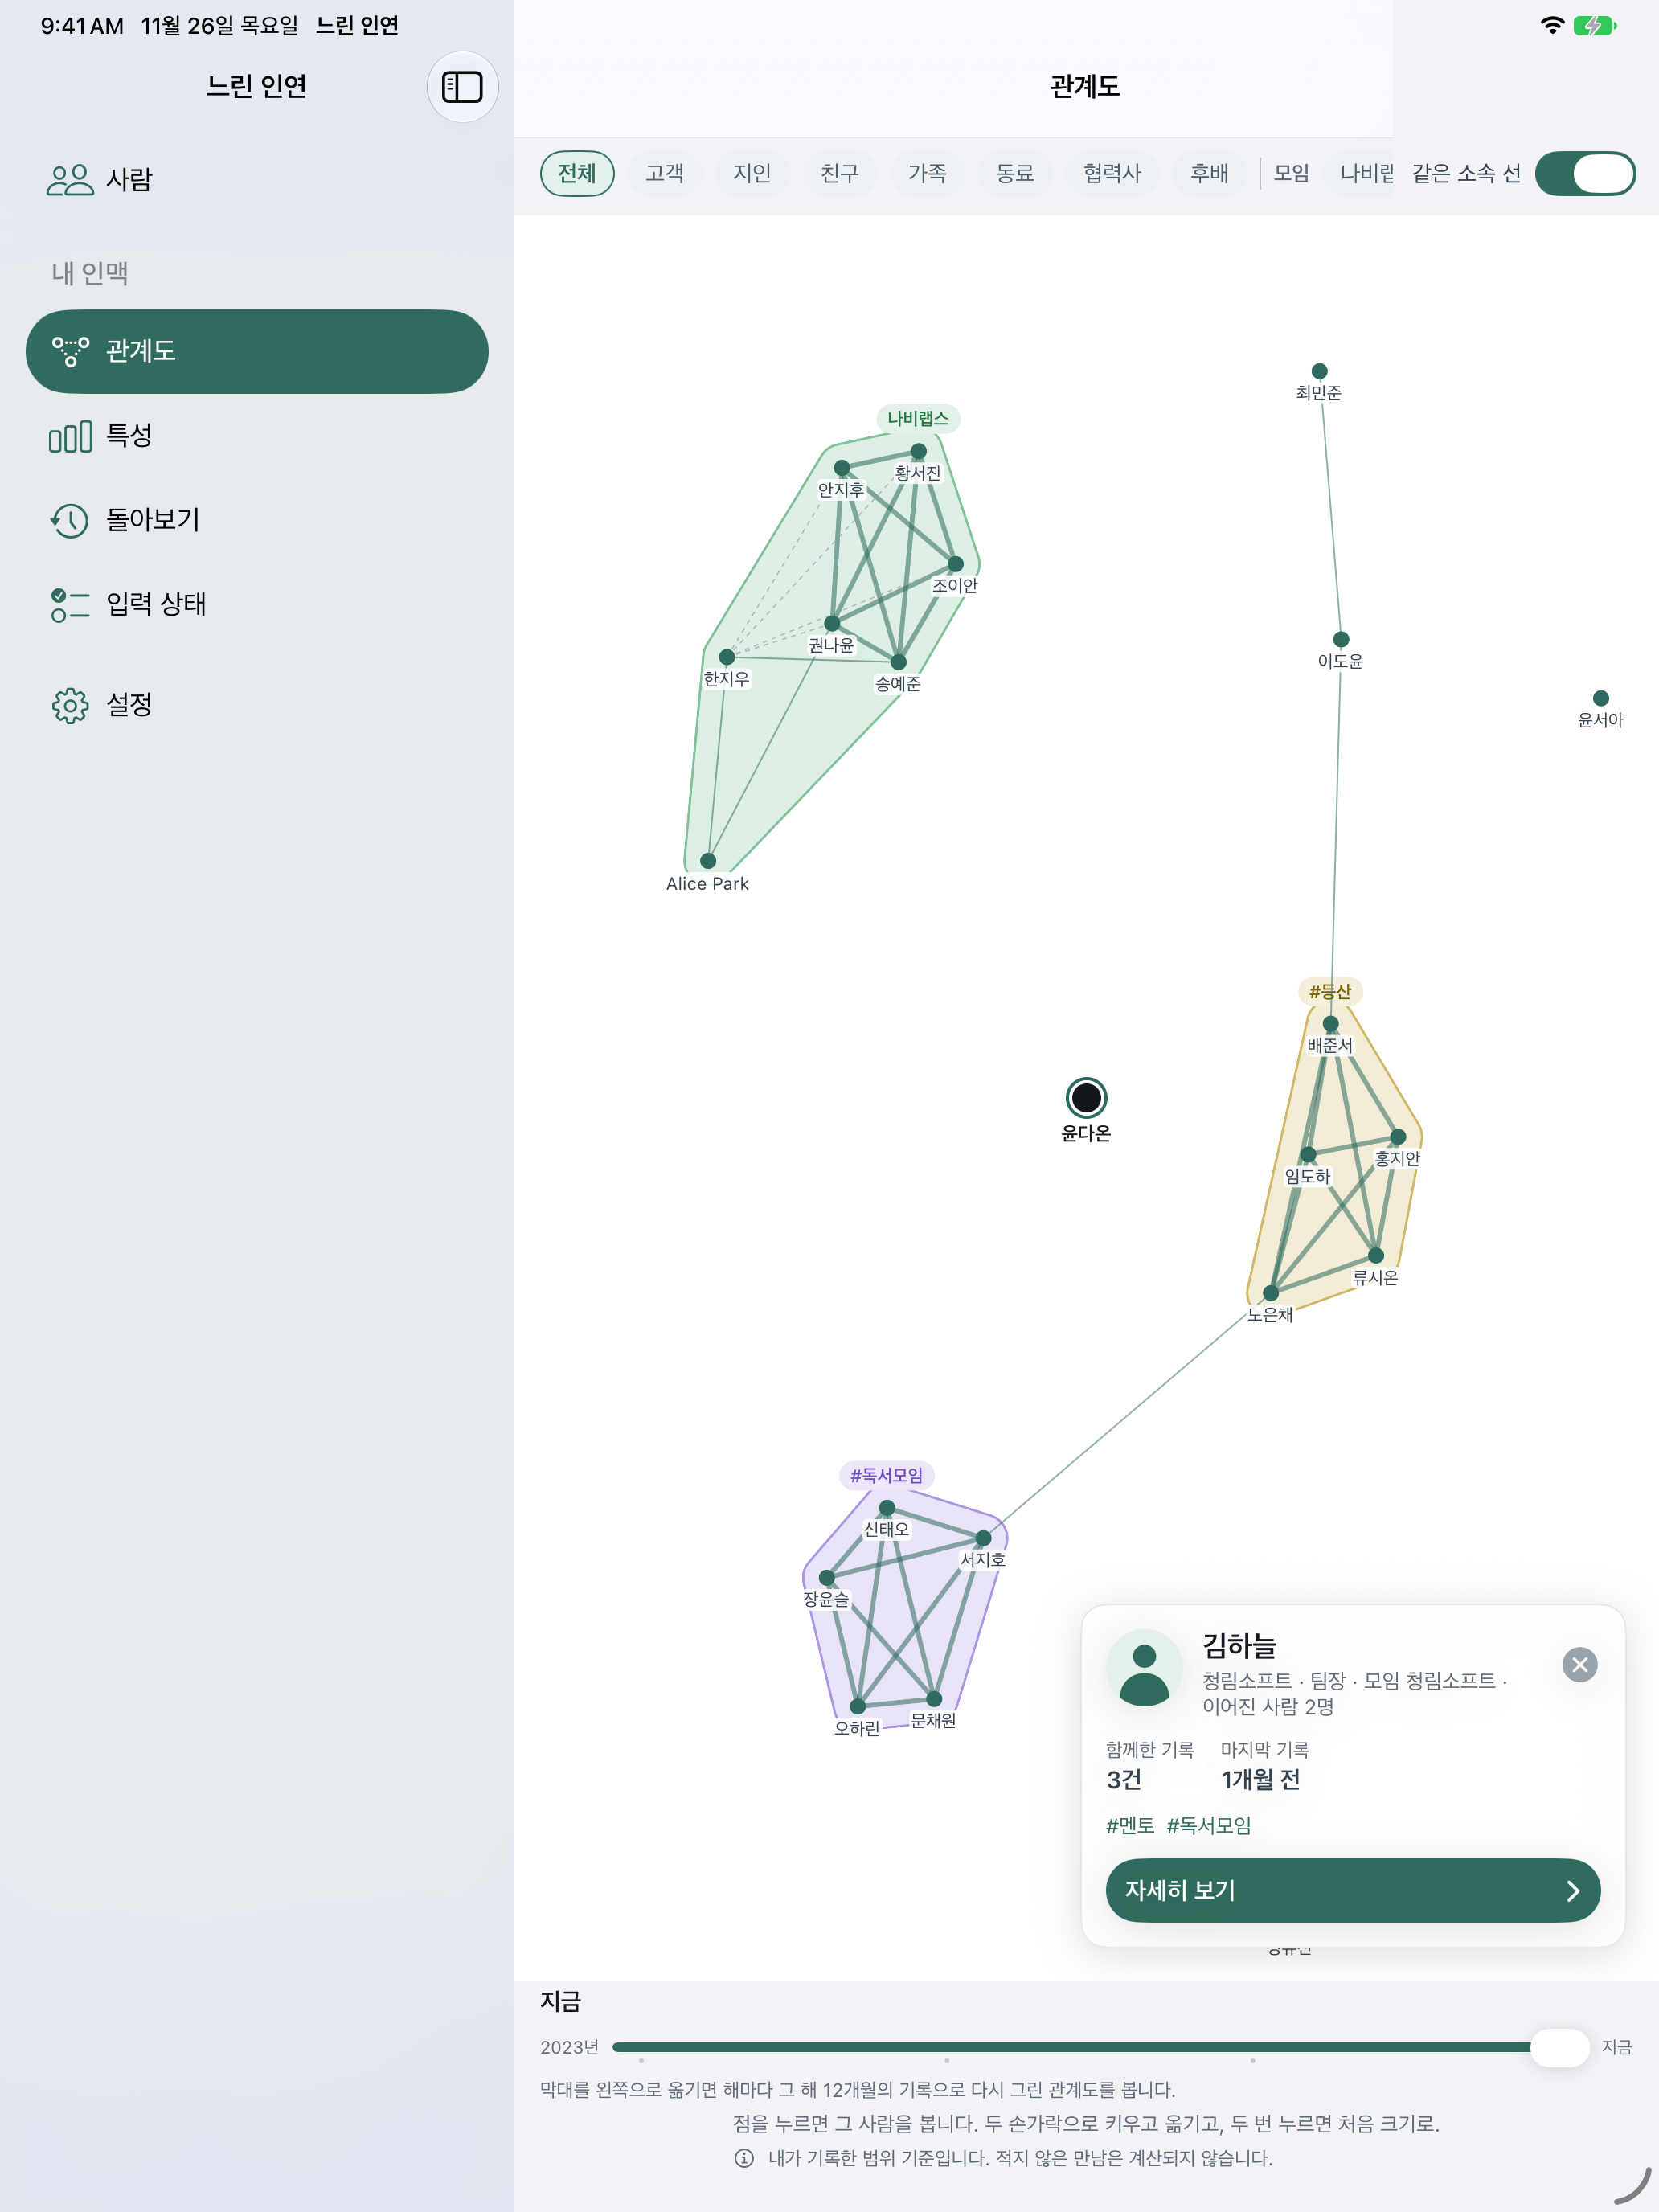 9:41 AM 11월 26일 목요일 느린 인연
느린 인연
사람
내 인맥
관계도
특성
돌아보기
입력 상태
설정
관계도
전체 고객 지인 친구 가족 동료 협력사 후배 모임 같은 소속 선
최민준
나비랩스
황서진
안지후
조이안
권나윤
이도윤
한지우
송예준
윤서아
Alice Park
#등산
배준서
윤다온
홍지안
임도하
류시온
노은채
#독서모임
신태오
서지호
장윤슬
문채원
오하린
김하늘
청림소프트 · 팀장 · 모임 청림소프트 ·
이어진 사람 2명
함께한 기록 마지막 기록
3건 1개월 전
#멘토 #독서모임
자세히 보기
지금
2023년 지금
막대를 왼쪽으로 옮기면 해마다 그 해 12개월의 기록으로 다시 그린 관계도를 봅니다.
점을 누르면 그 사람을 봅니다. 두 손가락으로 키우고 옮기고, 두 번 누르면 처음 크기로.
내가 기록한 범위 기준입니다. 적지 않은 만남은 계산되지 않습니다.